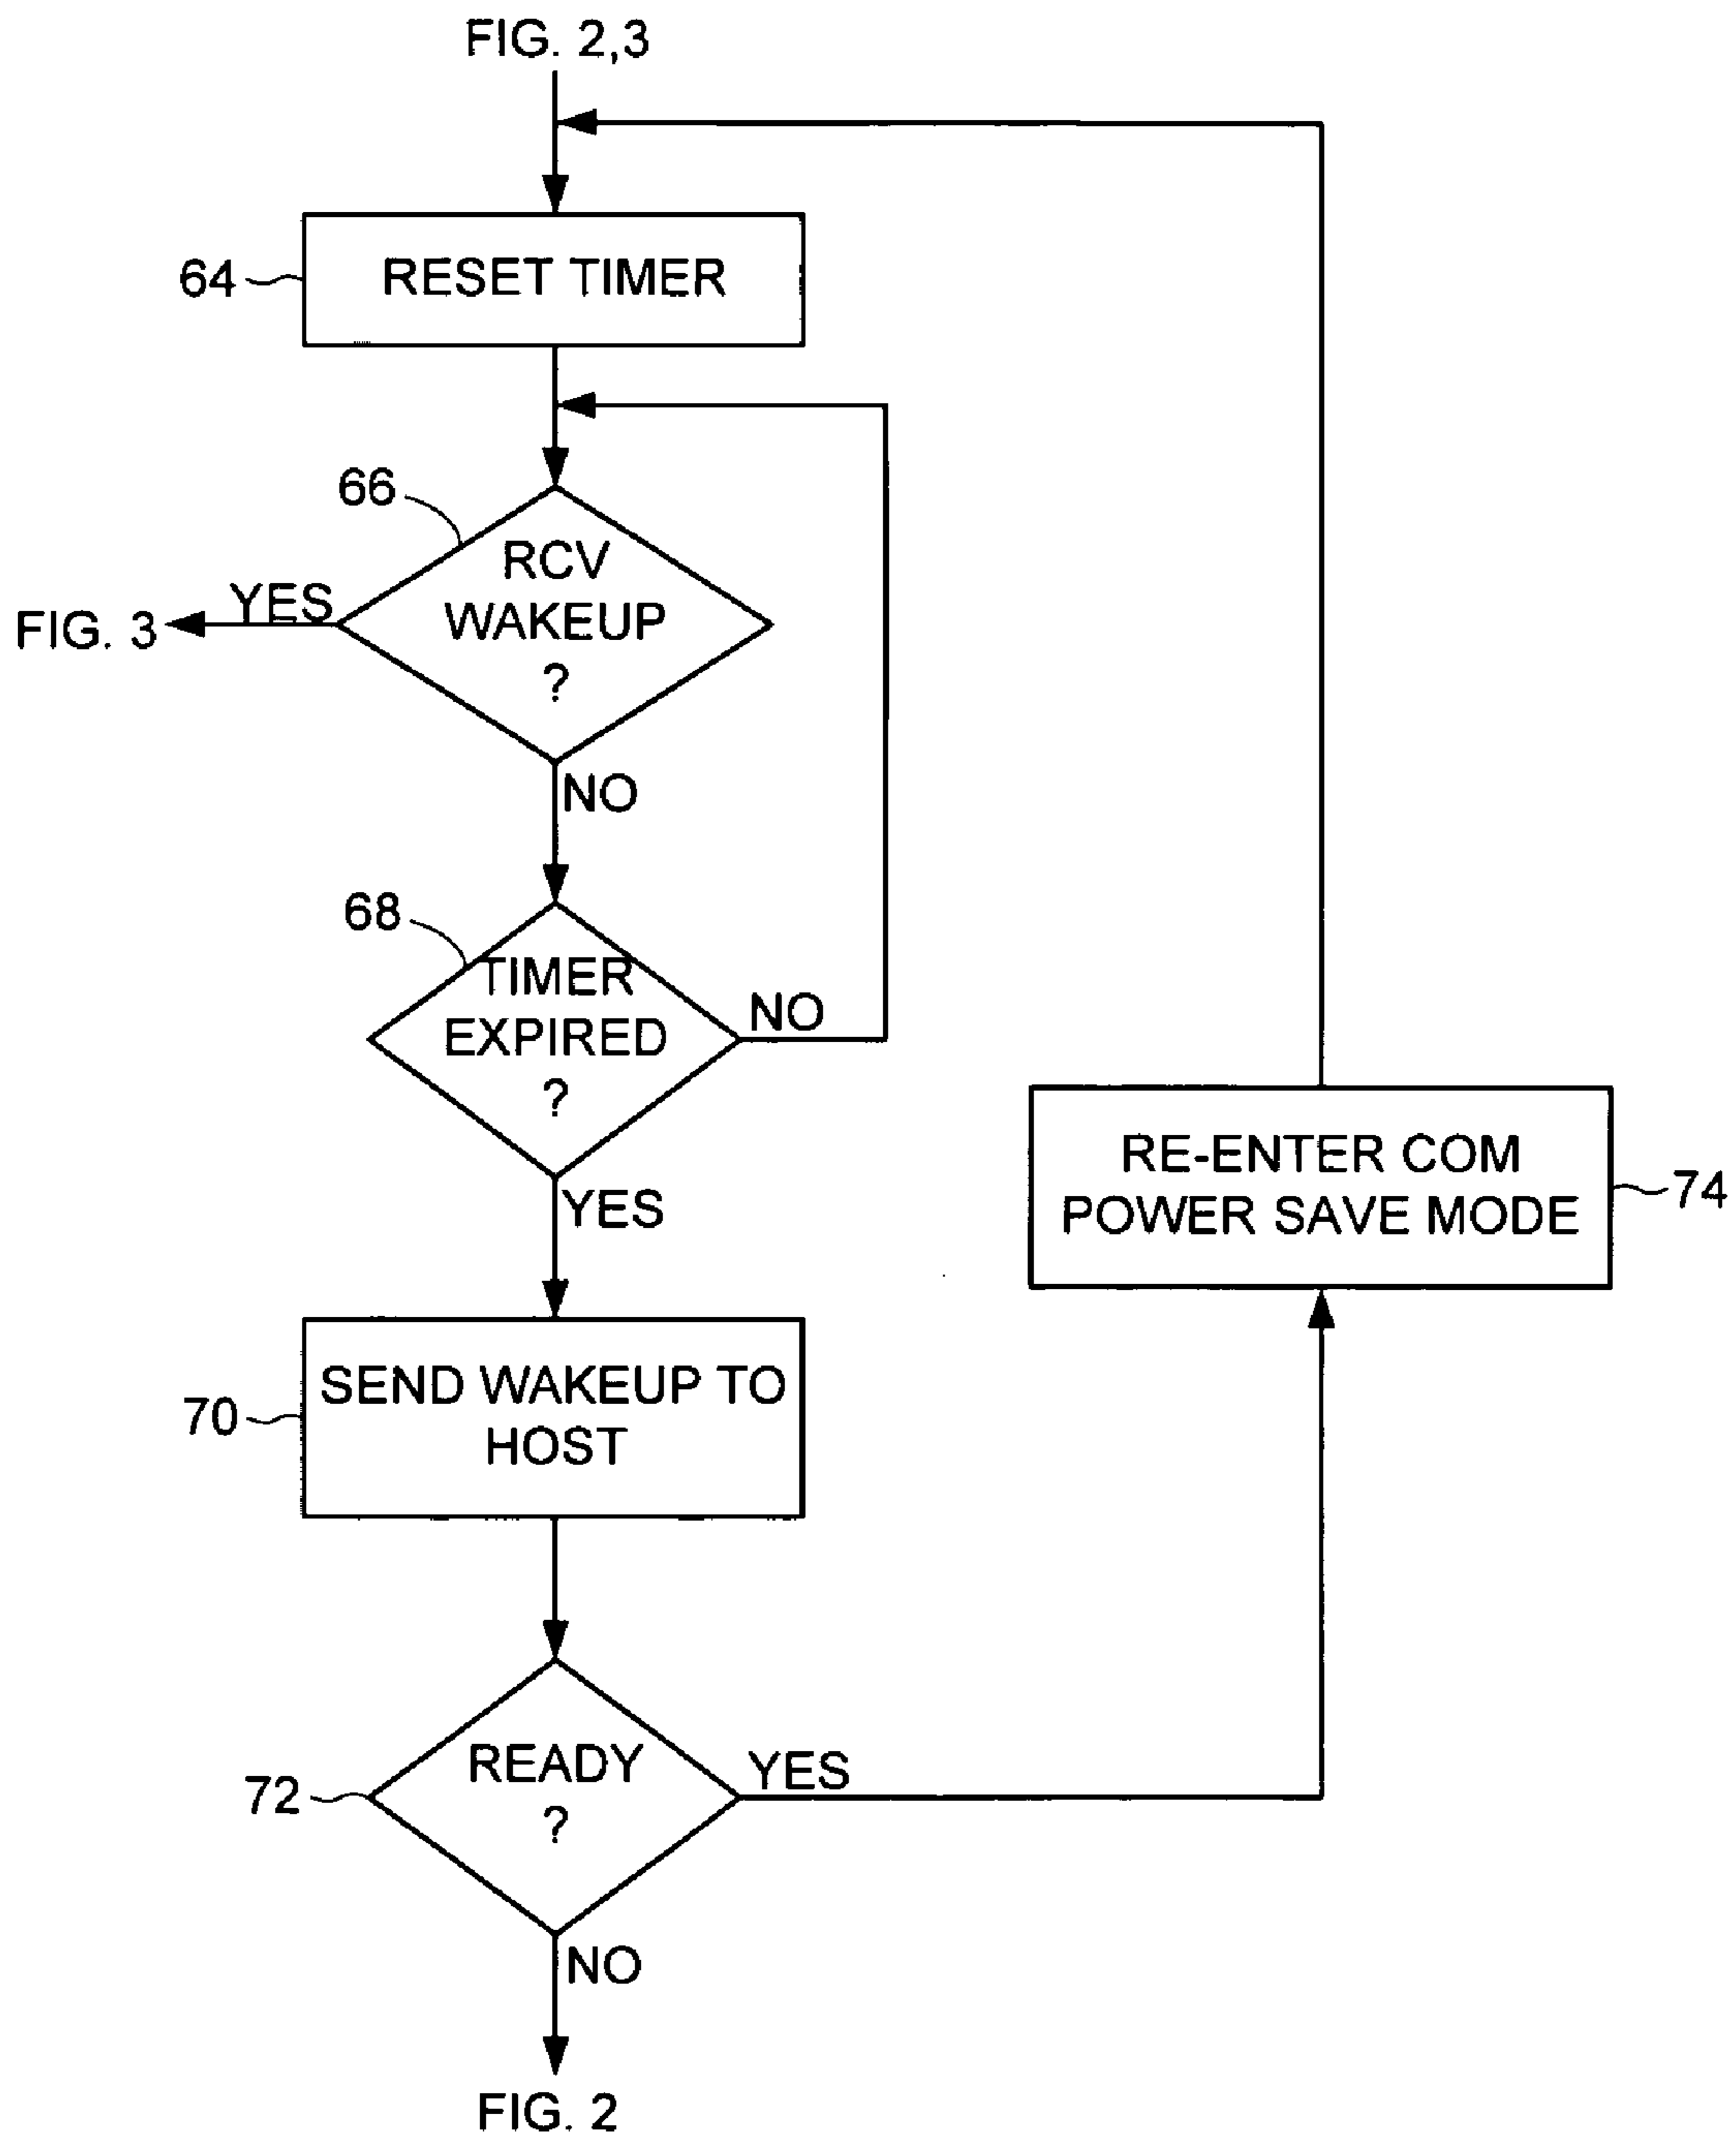 FIG. 2,3
64
RESET TIMER
66
RCV
WAKEUP
?
YES
FIG. 3
NO
68
TIMER
EXPIRED
?
NO
YES
RE-ENTER COM
POWER SAVE MODE
74
70
SEND WAKEUP TO
HOST
72
READY
?
YES
NO
FIG. 2